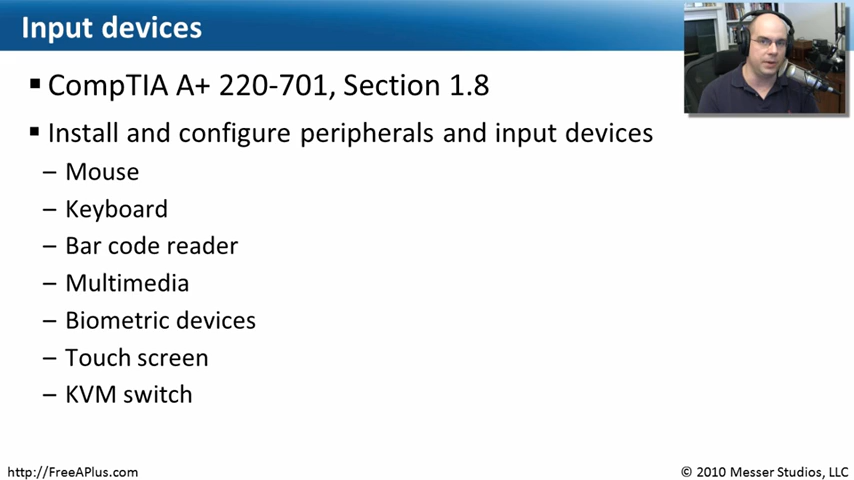 Input devices
▪ CompTIA A+ 220-701, Section 1.8
▪ Install and configure peripherals and input devices
– Mouse
– Keyboard
– Bar code reader
– Multimedia
– Biometric devices
– Touch screen
– KVM switch
http://FreeAPlus.com
© 2010 Messer Studios, LLC